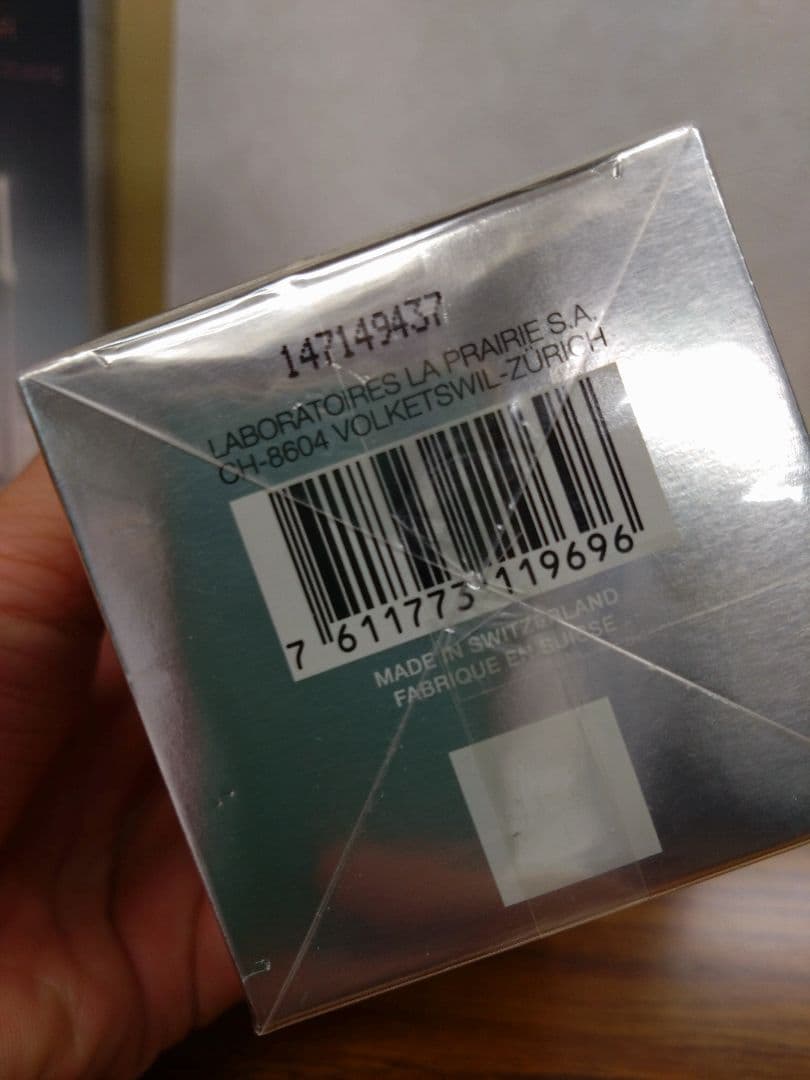 147149437
LABORATOIRES LA PRAIRIE S.A.
CH-8604 VOLKETSWIL-ZÜRICH
7 611773 119696
MADE IN SWITZERLAND
FABRIQUE EN SUISSE